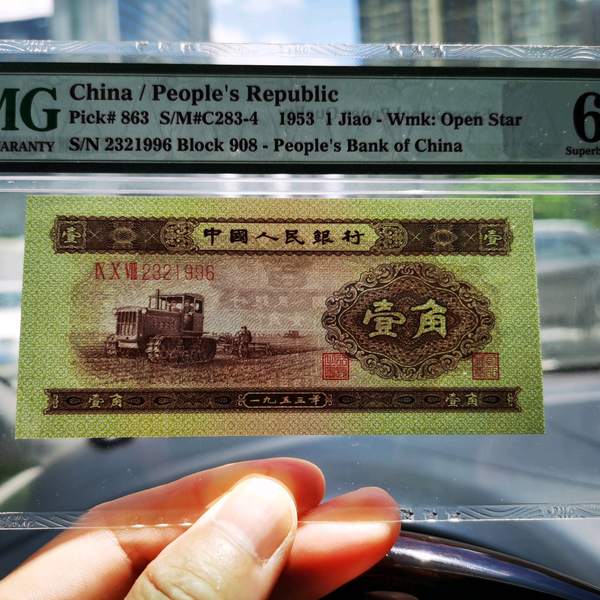 MG
WARRANTY
China / People's Republic
Pick# 863 S/M#C283-4 1953 1 Jiao - Wmk: Open Star
S/N 2321996 Block 908 - People's Bank of China
6
Superb
壹 中國人民銀行 壹
Ⅸ Ⅹ Ⅷ 2321996
壹角
壹角 一九五三年 壹角